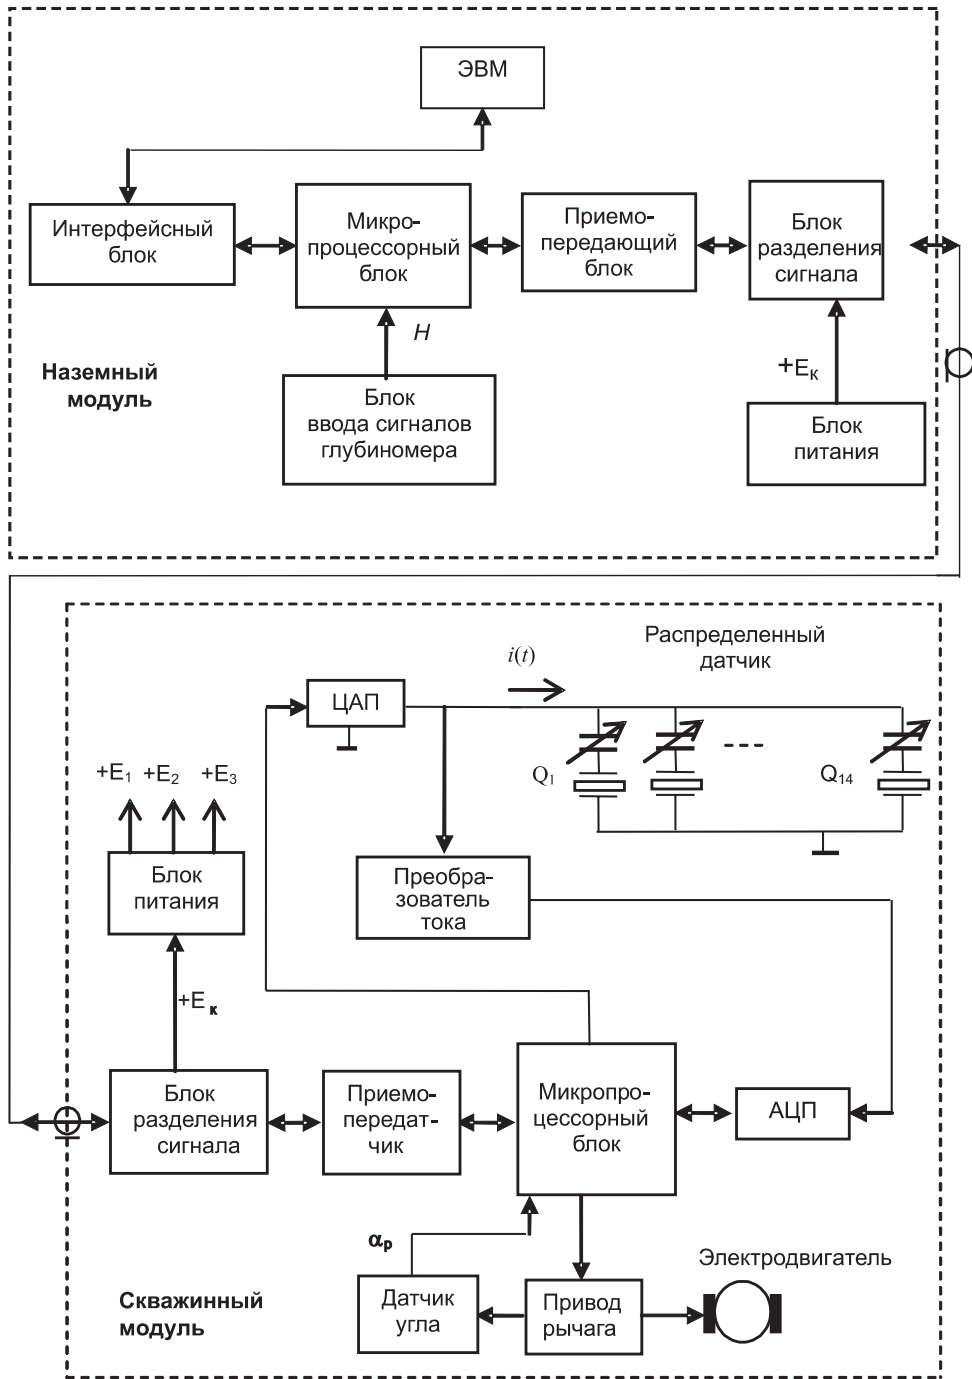 ЭВМ
Интерфейсный
блок
Микро-
процессорный
блок
Приемо-
передающий
блок
Блок
разделения
сигнала
H
+Eк
Наземный
модуль
Блок
ввода сигналов
глубиномера
Блок
питания
Распределенный
датчик
i(t)
ЦАП
+E1 +E2 +E3
Q1
Q14
Блок
питания
Преобра-
зователь
тока
+Eк
Блок
разделения
сигнала
Приемо-
передат-
чик
Микропро-
цессорный
блок
АЦП
αр
Электродвигатель
Скважинный
модуль
Датчик
угла
Привод
рычага